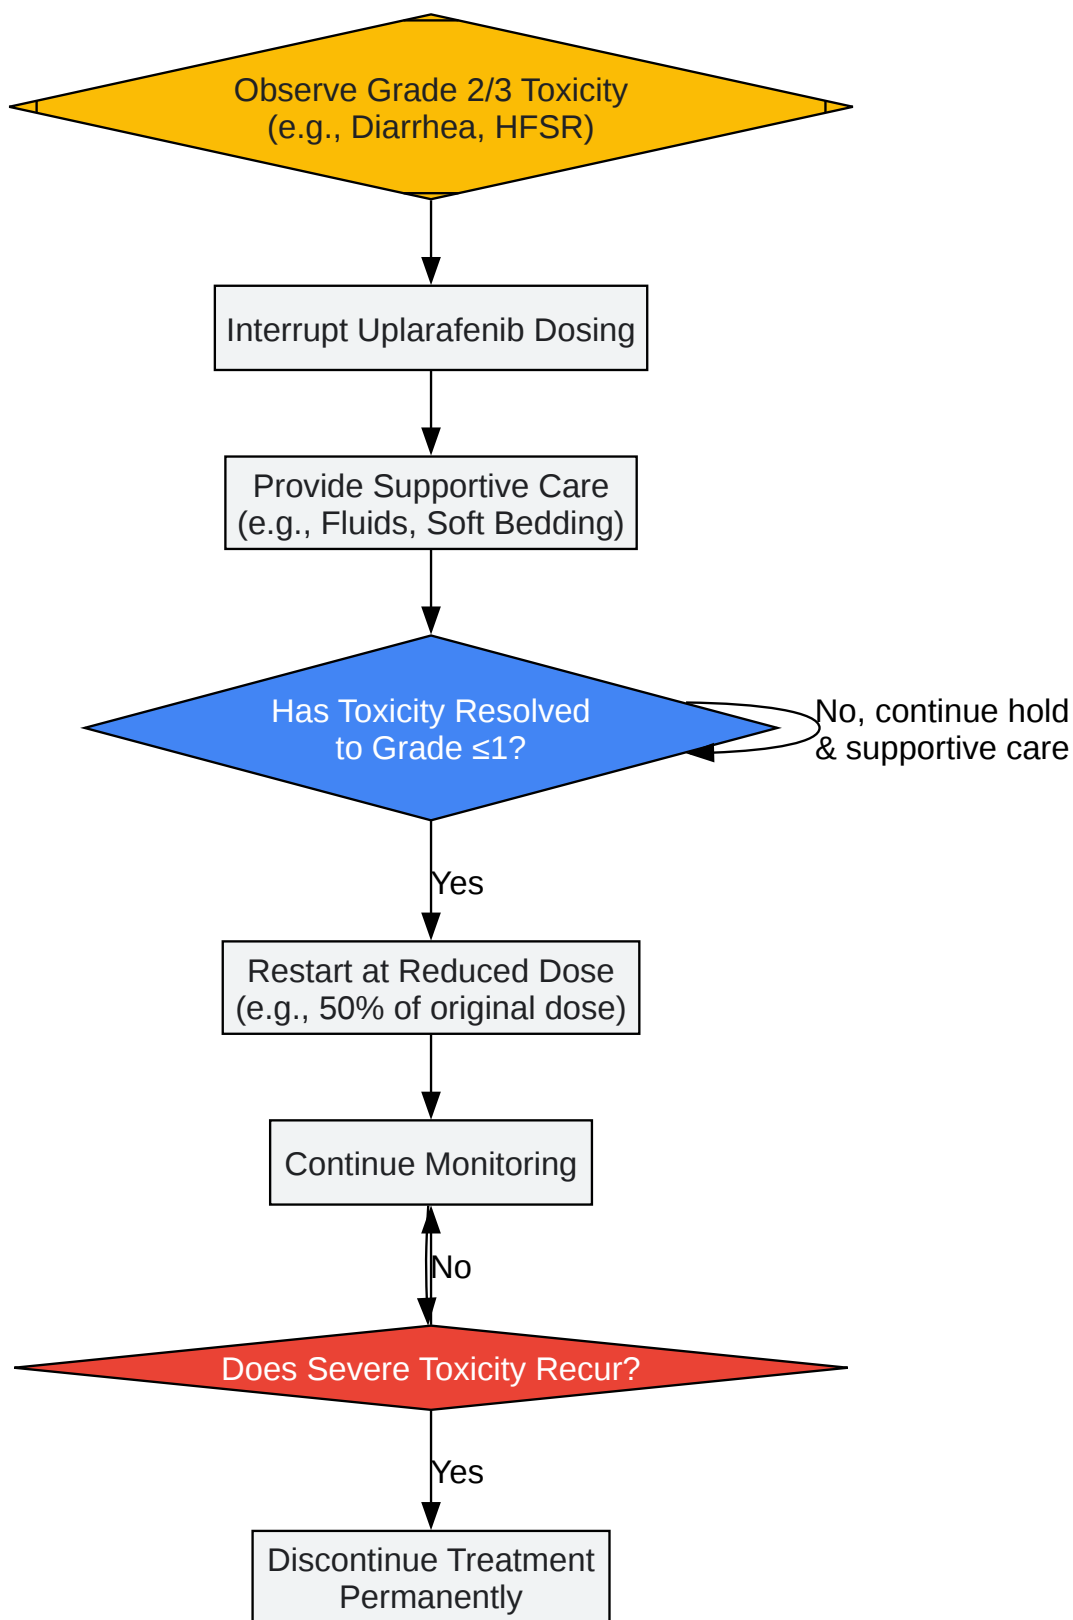 Observe Grade 2/3 Toxicity
(e.g., Diarrhea, HFSR)
Interrupt Uplarafenib Dosing
Provide Supportive Care
(e.g., Fluids, Soft Bedding)
Has Toxicity Resolved
to Grade ≤1?
No, continue hold
& supportive care
Yes
Restart at Reduced Dose
(e.g., 50% of original dose)
Continue Monitoring
No
Does Severe Toxicity Recur?
Yes
Discontinue Treatment
Permanently